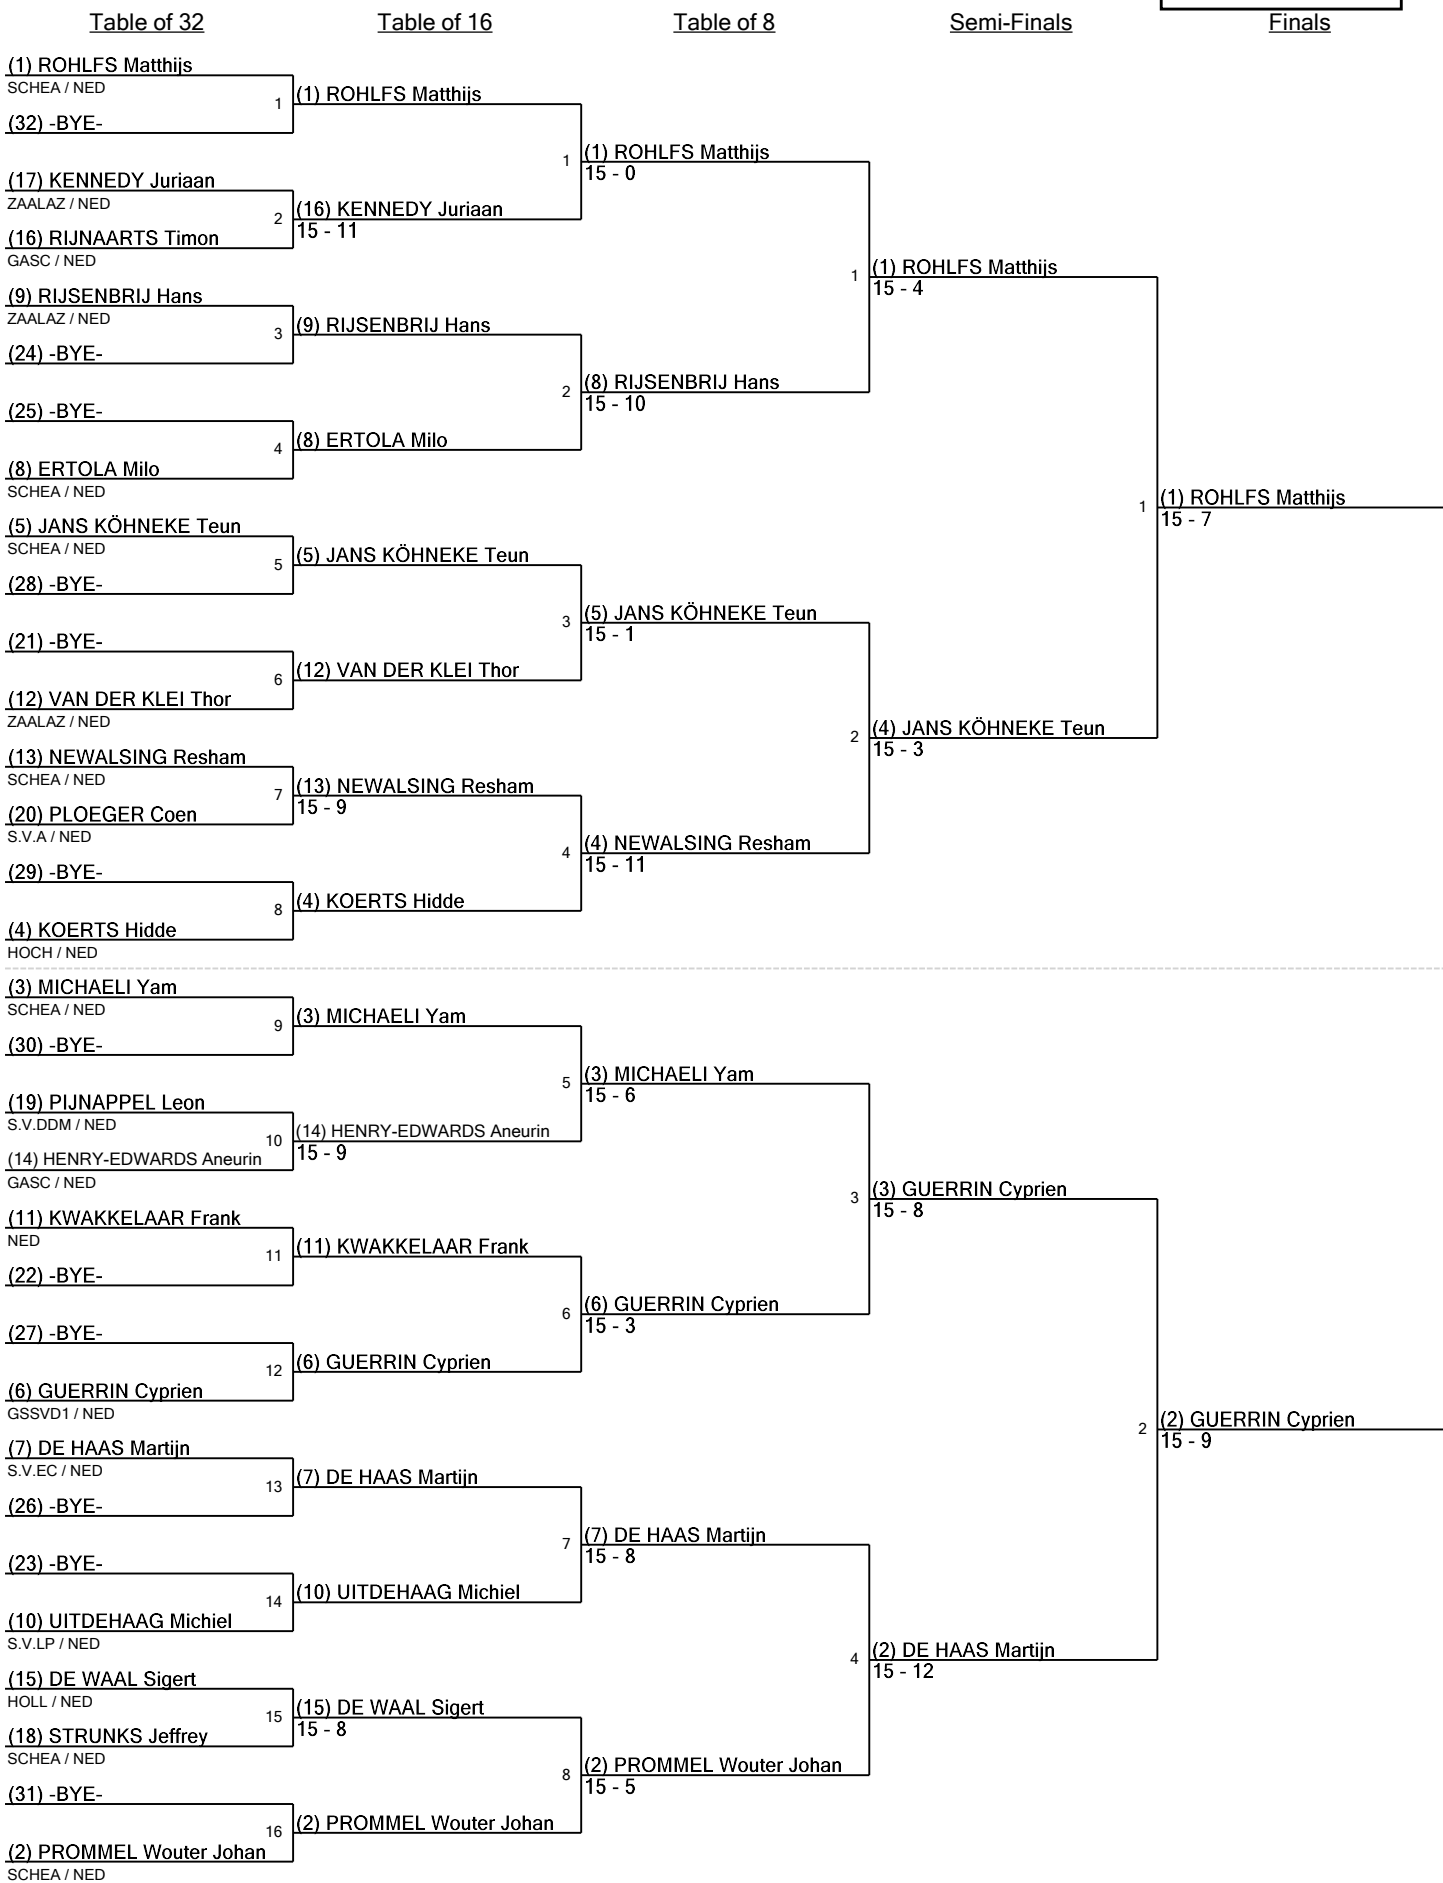 Table of 32
Table of 16
Table of 8
Semi-Finals
Finals
(1) ROHLFS Matthijs
SCHEA / NED
1
(32) -BYE-
(17) KENNEDY Juriaan
ZAALAZ / NED
2
(16) RIJNAARTS Timon
GASC / NED
(9) RIJSENBRIJ Hans
ZAALAZ / NED
3
(24) -BYE-
(25) -BYE-
4
(8) ERTOLA Milo
SCHEA / NED
(5) JANS KÖHNEKE Teun
SCHEA / NED
5
(28) -BYE-
(21) -BYE-
6
(12) VAN DER KLEI Thor
ZAALAZ / NED
(13) NEWALSING Resham
SCHEA / NED
7
(20) PLOEGER Coen
S.V.A / NED
(29) -BYE-
8
(4) KOERTS Hidde
HOCH / NED
(3) MICHAELI Yam
SCHEA / NED
9
(30) -BYE-
(19) PIJNAPPEL Leon
S.V.DDM / NED
10
(14) HENRY-EDWARDS Aneurin
GASC / NED
(11) KWAKKELAAR Frank
NED
11
(22) -BYE-
(27) -BYE-
12
(6) GUERRIN Cyprien
GSSVD1 / NED
(7) DE HAAS Martijn
S.V.EC / NED
13
(26) -BYE-
(23) -BYE-
14
(10) UITDEHAAG Michiel
S.V.LP / NED
(15) DE WAAL Sigert
HOLL / NED
15
(18) STRUNKS Jeffrey
SCHEA / NED
(31) -BYE-
16
(2) PROMMEL Wouter Johan
SCHEA / NED
(1) ROHLFS Matthijs
1
(16) KENNEDY Juriaan
15 - 11
(9) RIJSENBRIJ Hans
2
(8) ERTOLA Milo
(5) JANS KÖHNEKE Teun
3
(12) VAN DER KLEI Thor
(13) NEWALSING Resham
15 - 9
4
(4) KOERTS Hidde
(3) MICHAELI Yam
5
(14) HENRY-EDWARDS Aneurin
15 - 9
(11) KWAKKELAAR Frank
6
(6) GUERRIN Cyprien
(7) DE HAAS Martijn
7
(10) UITDEHAAG Michiel
(15) DE WAAL Sigert
15 - 8
8
(2) PROMMEL Wouter Johan
(1) ROHLFS Matthijs
15 - 0
1
(8) RIJSENBRIJ Hans
15 - 10
(5) JANS KÖHNEKE Teun
15 - 1
2
(4) NEWALSING Resham
15 - 11
(3) MICHAELI Yam
15 - 6
3
(6) GUERRIN Cyprien
15 - 3
(7) DE HAAS Martijn
15 - 8
4
(2) PROMMEL Wouter Johan
15 - 5
(1) ROHLFS Matthijs
15 - 4
1
(4) JANS KÖHNEKE Teun
15 - 3
(3) GUERRIN Cyprien
15 - 8
2
(2) DE HAAS Martijn
15 - 12
(1) ROHLFS Matthijs
15 - 7
(2) GUERRIN Cyprien
15 - 9